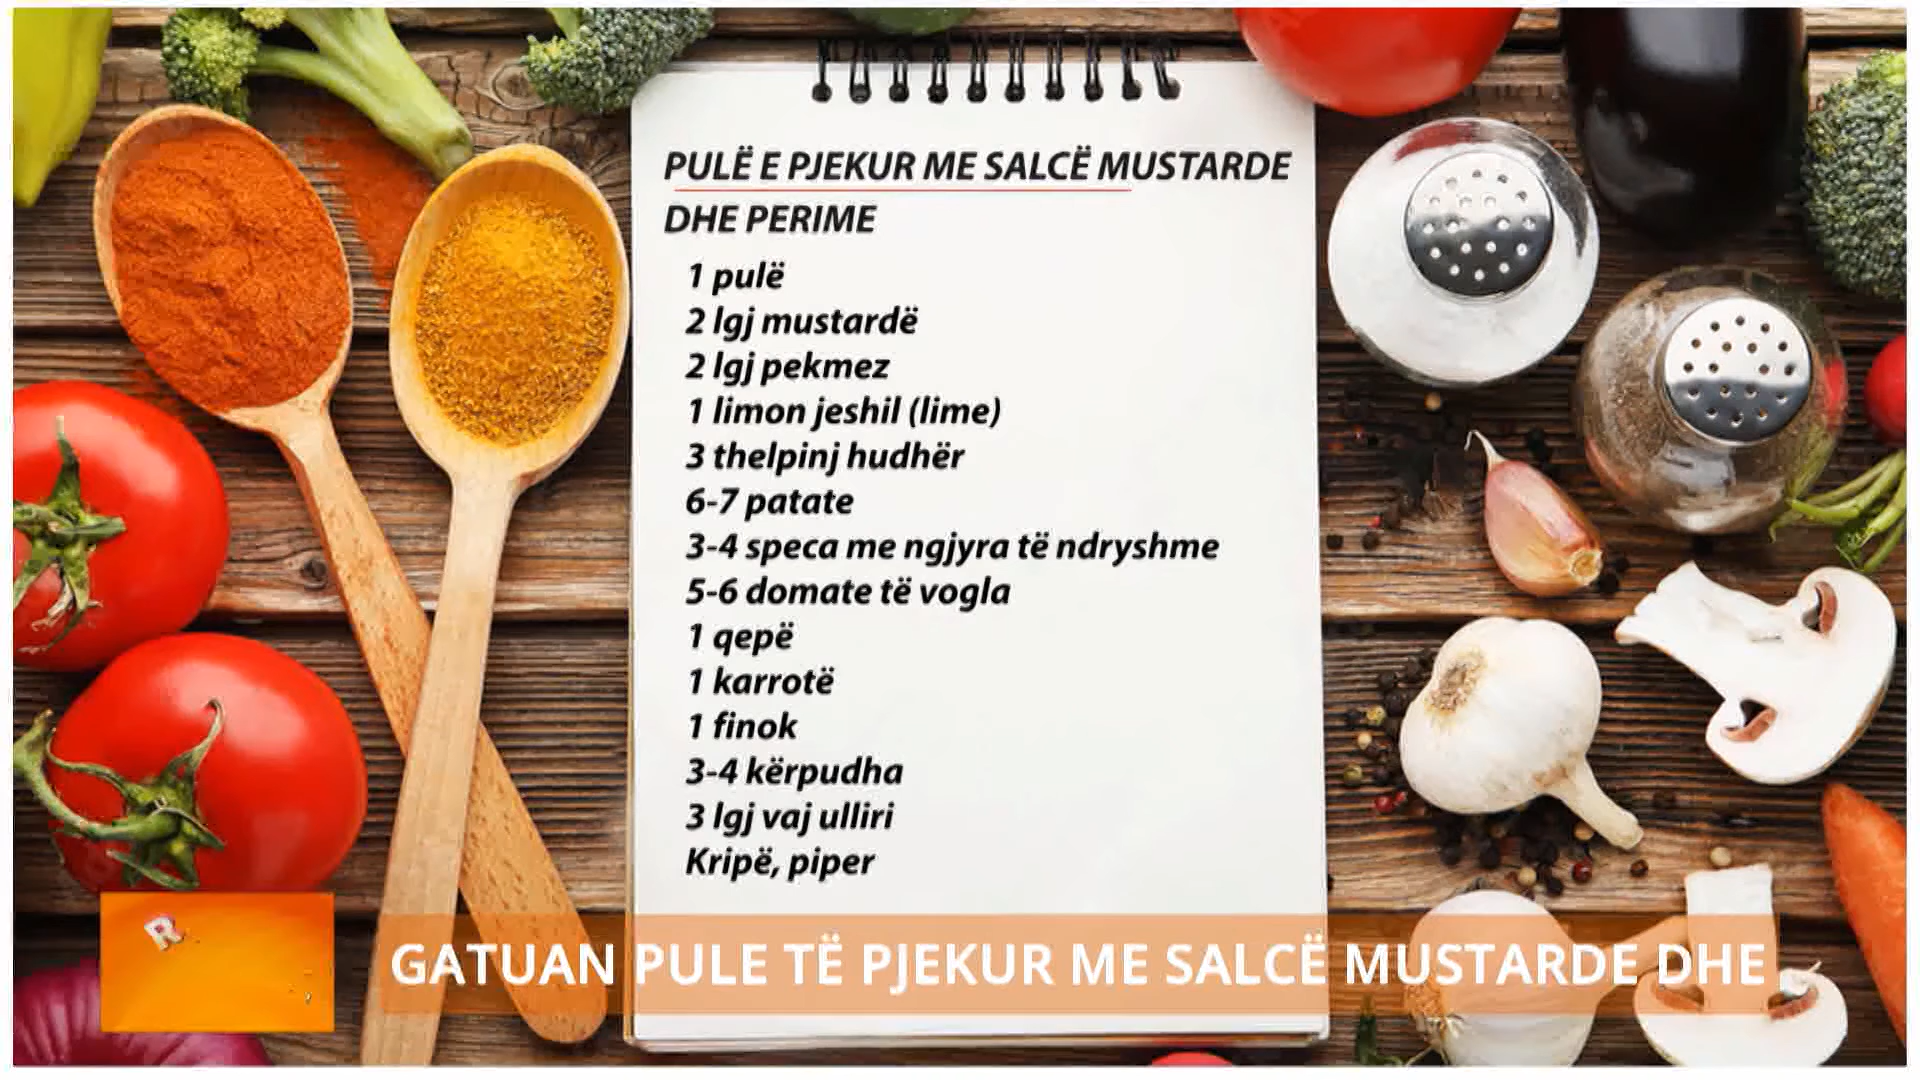 PULË E PJEKUR ME SALCË MUSTARDE
DHE PERIME
1 pulë
2 lgj mustardë
2 lgj pekmez
1 limon jeshil (lime)
3 thelpinj hudhër
6-7 patate
3-4 speca me ngjyra të ndryshme
5-6 domate të vogla
1 qepë
1 karrotë
1 finok
3-4 kërpudha
3 lgj vaj ulliri
Kripë, piper
R
GATUAN PULE TË PJEKUR ME SALCË MUSTARDE DHE